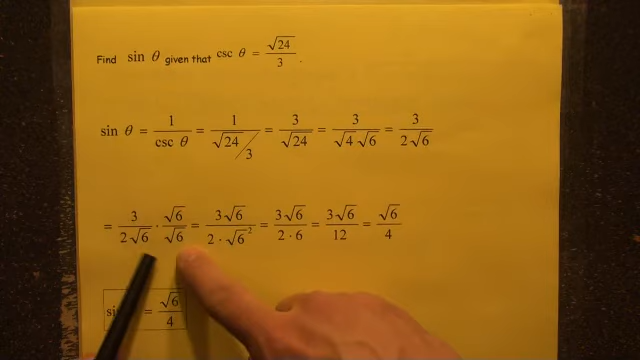 Find sin θ given that csc θ = √24/3 .
sin θ = 1/csc θ = 1/(√24/3) = 3/√24 = 3/(√4 √6) = 3/(2√6)
= 3/(2√6) · √6/√6 = 3√6/(2 · √6²) = 3√6/(2 · 6) = 3√6/12 = √6/4
= √6/4